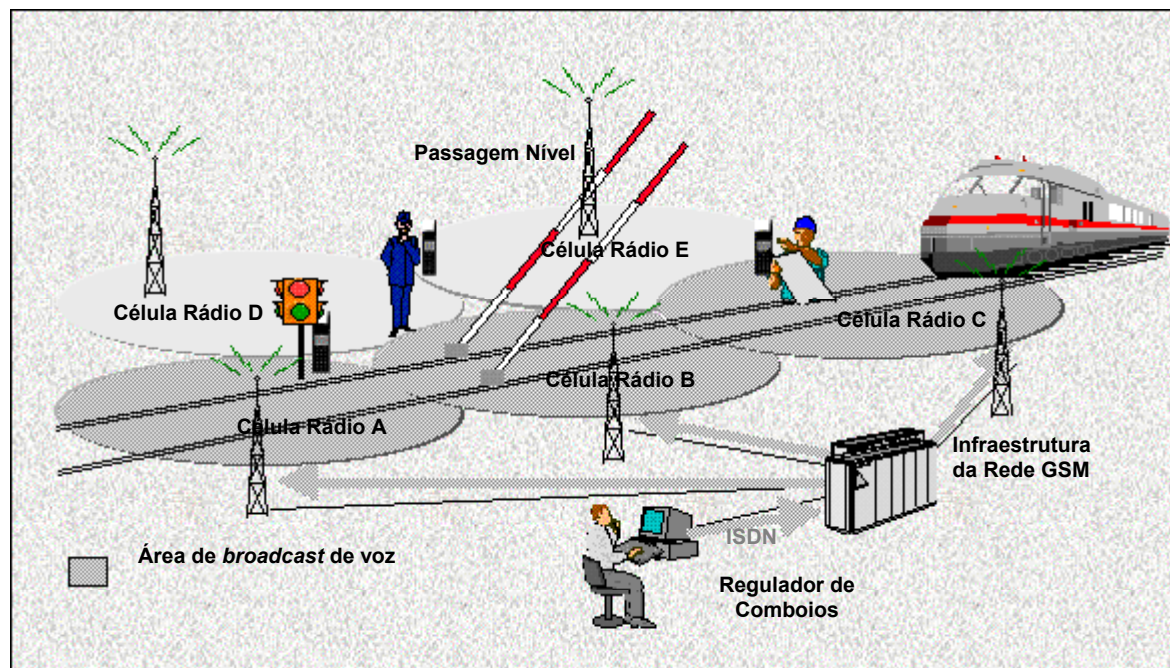 Passagem Nível
Célula Rádio E
Célula Rádio D
Célula Rádio C
Célula Rádio B
Célula Rádio A
Infraestrutura
da Rede GSM
ISDN
Área de broadcast de voz
Regulador de
Comboios